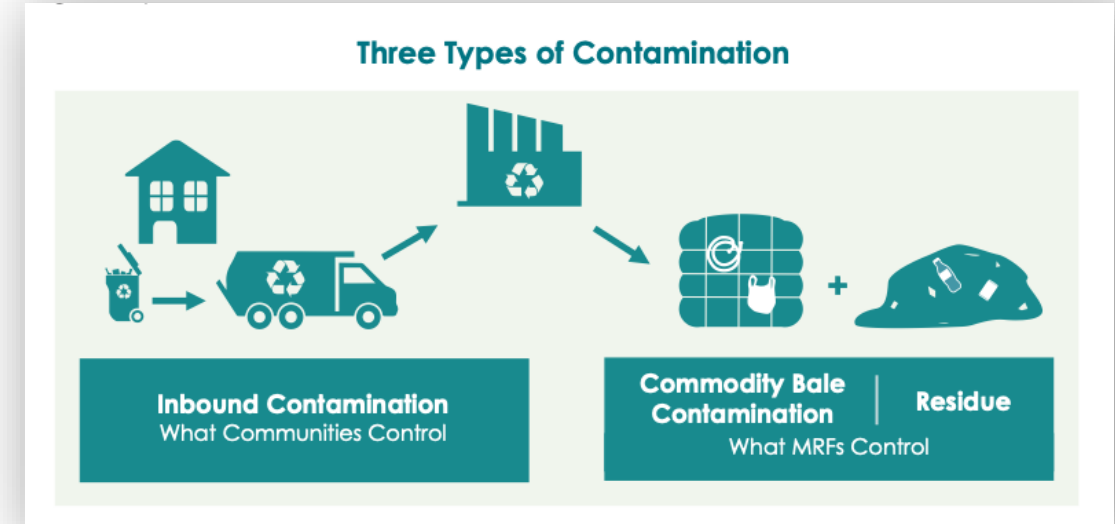 Three Types of Contamination
+
Inbound Contamination
What Communities Control
Commodity Bale
Contamination
Residue
What MRFs Control